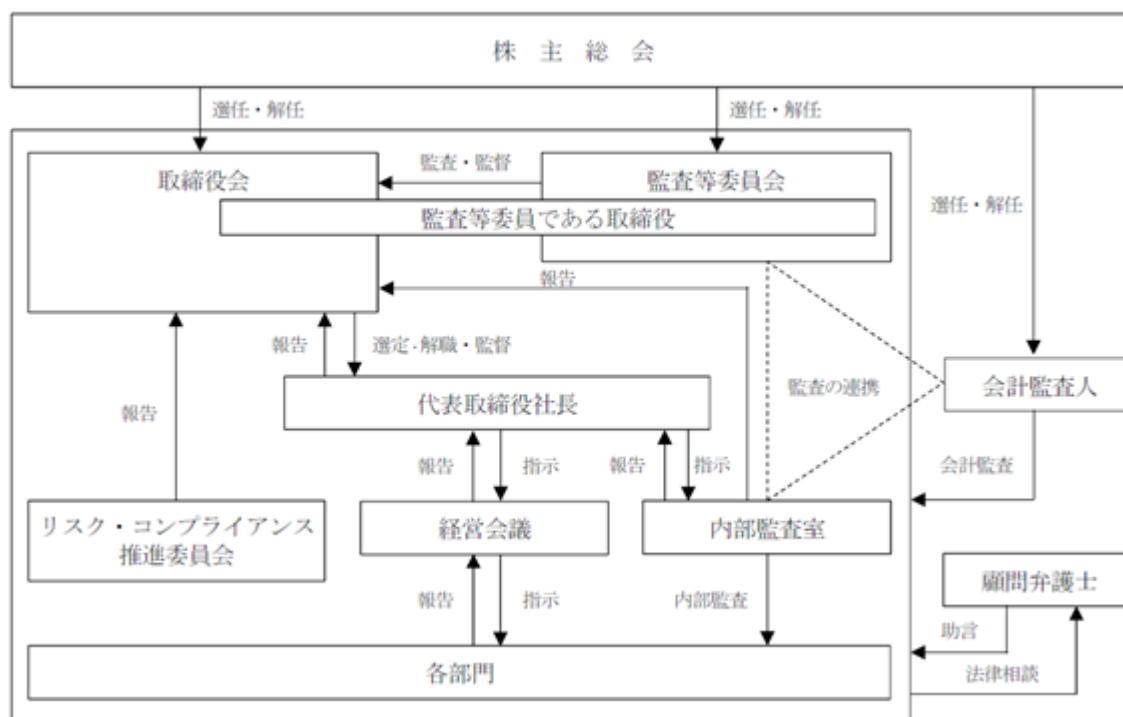 株主総会
選任・解任
選任・解任
選任・解任
取締役会
監査・監督
監査等委員会
監査等委員である取締役
報告
報告
選定・解職・監督
報告
代表取締役社長
監査の連携
会計監査人
報告
指示
報告
指示
会計監査
リスク・コンプライアンス
推進委員会
経営会議
内部監査室
報告
指示
内部監査
顧問弁護士
助言
法律相談
各部門